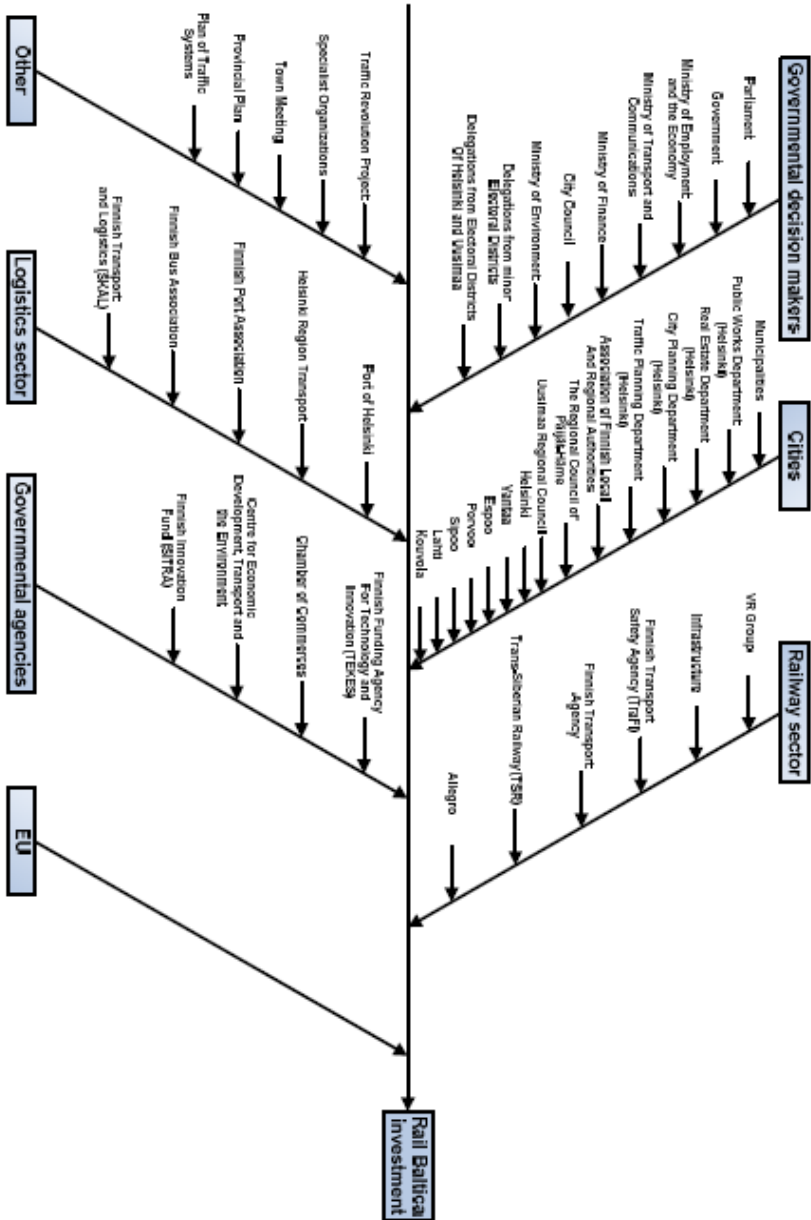 Governmental decision makers
Parliament
Government
Ministry of Employment
and the Economy
Ministry of Transport and
Communications
Ministry of Finance
City Council
Ministry of Environment
Delegations from minor
Electoral Districts
Delegations from Electoral Districts
Of Helsinki and Uusimaa
Cities
Municipalities
Public Works Department
(Helsinki)
Real Estate Department
(Helsinki)
City Planning Department
(Helsinki)
Traffic Planning Department
(Helsinki)
Association of Finnish Local
And Regional Authorities
The Regional Council of
Päijät-Häme
Uusimaa Regional Council
Helsinki
Vantaa
Espoo
Porvoo
Sipoo
Lahti
Kouvola
Railway sector
VR Group
Infrastructure
Finnish Transport
Safety Agency (TraFi)
Finnish Transport
Agency
Trans-Siberian Railway (TSR)
Allegro
Rail Baltica
investment
Traffic Revolution Project
Specialist Organizations
Town Meeting
Provincial Plan
Plan of Traffic
Systems
Other
Port of Helsinki
Helsinki Region Transport
Finnish Port Association
Finnish Bus Association
Finnish Transport
and Logistics (SKAL)
Logistics sector
Finnish Funding Agency
For Technology and
Innovation (TEKES)
Chamber of Commerces
Centre for Economic
Development, Transport and
the Environment
Finnish Innovation
Fund (SITRA)
Governmental agencies
EU